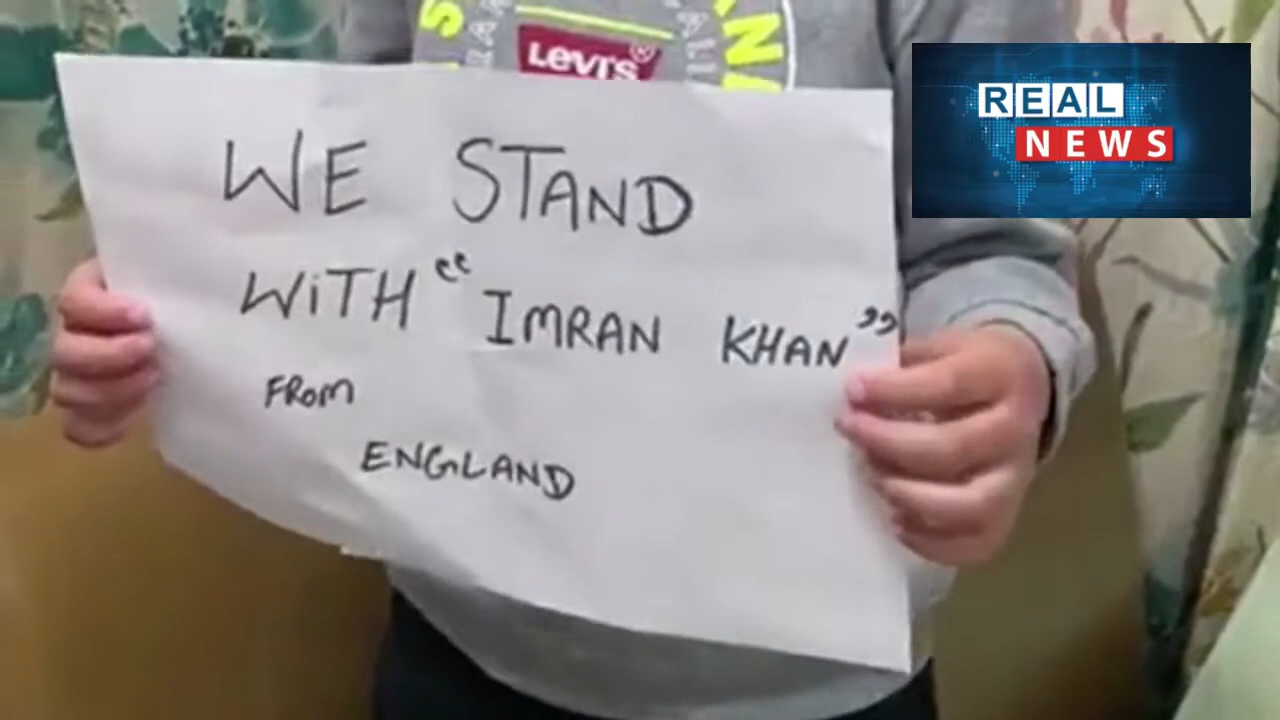 Levi's®
REAL
NEWS
WE STAND
WiTH "IMRAN KHAN"
FROM
ENGLAND